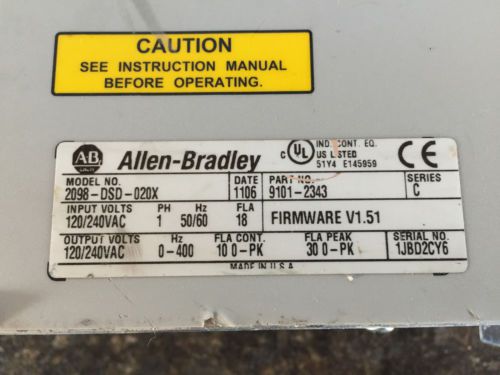 CAUTION
SEE INSTRUCTION MANUAL
BEFORE OPERATING.
AB Allen-Bradley
c UL US LISTED
IND. CONT. EQ.
51Y4 E145959
MODEL NO. DATE PART NO. SERIES
2098-DSD-020X 1106 9101-2343 C
INPUT VOLTS PH Hz FLA
120/240VAC 1 50/60 18 FIRMWARE V1.51
OUTPUT VOLTS Hz FLA CONT. FLA PEAK SERIAL NO.
120/240VAC 0-400 10 0-PK 30 0-PK 1JBD2CY6
MADE IN U.S.A.